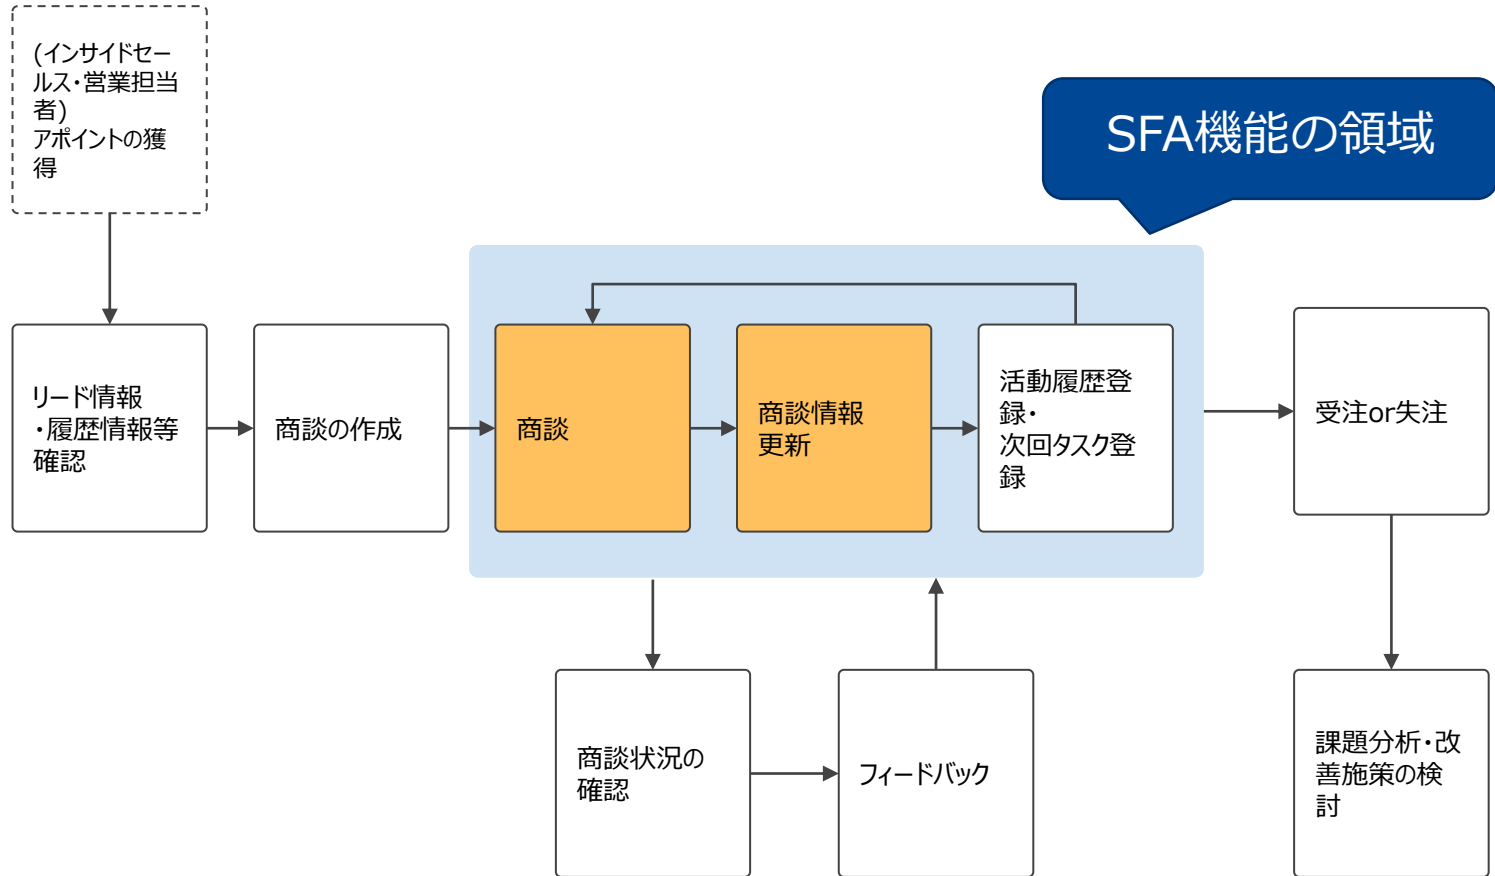 (インサイドセー
ルス・営業担当
者)
アポイントの獲
得
SFA機能の領域
リード情報
・履歴情報等
確認
商談の作成
商談
商談情報
更新
活動履歴登
録・
次回タスク登
録
受注or失注
商談状況の
確認
フィードバック
課題分析・改
善施策の検
討